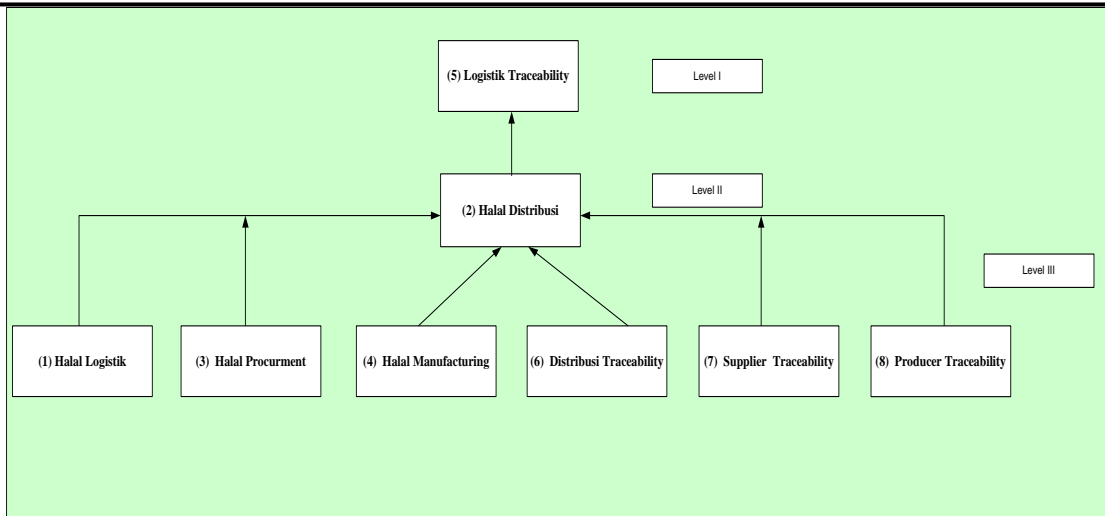 (5) Logistik Traceability
Level I
Level II
(2) Halal Distribusi
Level III
(1) Halal Logistik
(3) Halal Procurment
(4) Halal Manufacturing
(6) Distribusi Traceability
(7) Supplier Traceability
(8) Producer Traceability